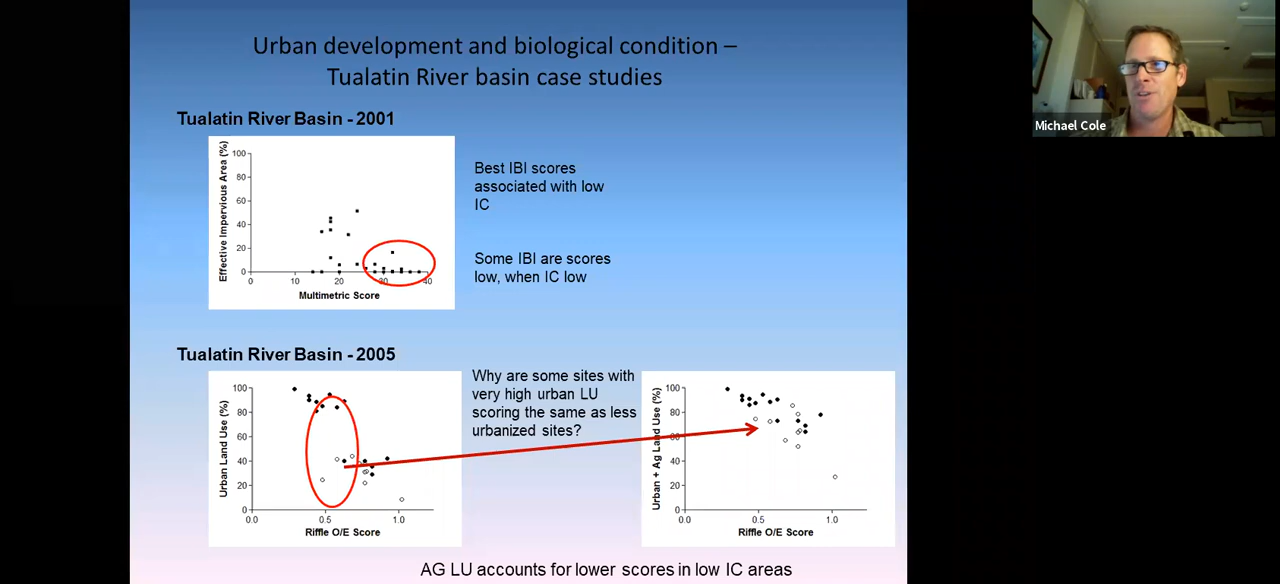 Urban development and biological condition –
Tualatin River basin case studies
Tualatin River Basin - 2001
Effective Impervious Area (%)
100
80
60
40
20
0
0 10 20 30 40
Multimetric Score
Best IBI scores
associated with low
IC
Some IBI are scores
low, when IC low
Michael Cole
Tualatin River Basin - 2005
Urban Land Use (%)
100
80
60
40
20
0
0.0 0.5 1.0
Riffle O/E Score
Why are some sites with
very high urban LU
scoring the same as less
urbanized sites?
Urban + Ag Land Use (%)
100
80
60
40
20
0
0.0 0.5 1.0
Riffle O/E Score
AG LU accounts for lower scores in low IC areas